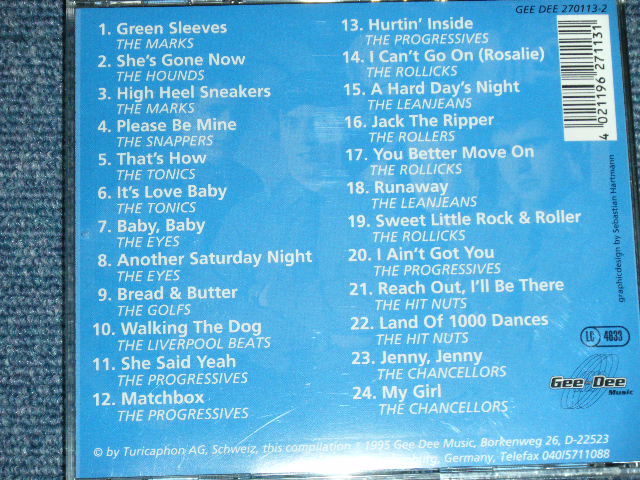 GEE DEE 270113-2
1. Green Sleeves
THE MARKS
2. She's Gone Now
THE HOUNDS
3. High Heel Sneakers
THE MARKS
4. Please Be Mine
THE SNAPPERS
5. That's How
THE TONICS
6. It's Love Baby
THE TONICS
7. Baby, Baby
THE EYES
8. Another Saturday Night
THE EYES
9. Bread & Butter
THE GOLFS
10. Walking The Dog
THE LIVERPOOL BEATS
11. She Said Yeah
THE PROGRESSIVES
12. Matchbox
THE PROGRESSIVES
13. Hurtin' Inside
THE PROGRESSIVES
14. I Can't Go On (Rosalie)
THE ROLLICKS
15. A Hard Day's Night
THE LEANJEANS
16. Jack The Ripper
THE ROLLERS
17. You Better Move On
THE ROLLICKS
18. Runaway
THE LEANJEANS
19. Sweet Little Rock & Roller
THE ROLLICKS
20. I Ain't Got You
THE PROGRESSIVES
21. Reach Out, I'll Be There
THE HIT NUTS
22. Land Of 1000 Dances
THE HIT NUTS
23. Jenny, Jenny
THE CHANCELLORS
24. My Girl
THE CHANCELLORS
4 021196 271131
graphicdesign by Sebastian Hartmann
LC 4633
Gee-Dee
Music
© by Turicaphon AG, Schweiz, this compilation 1995 Gee Dee Music, Borkenweg 26, D-22523
Germany, Telefax 040/5711088